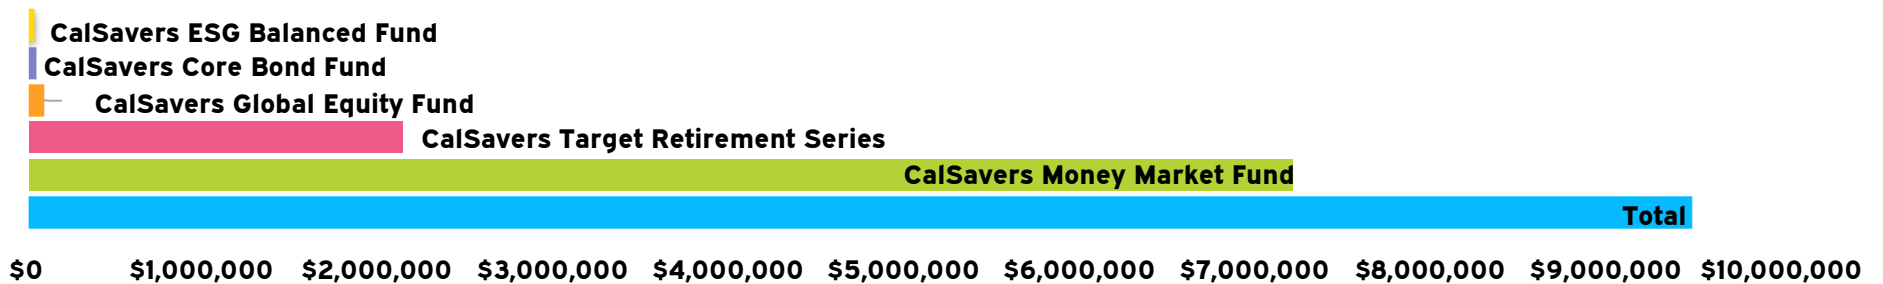 CalSavers ESG Balanced Fund
CalSavers Core Bond Fund
CalSavers Global Equity Fund
CalSavers Target Retirement Series
CalSavers Money Market Fund
Total
$0 $1,000,000 $2,000,000 $3,000,000 $4,000,000 $5,000,000 $6,000,000 $7,000,000 $8,000,000 $9,000,000 $10,000,000